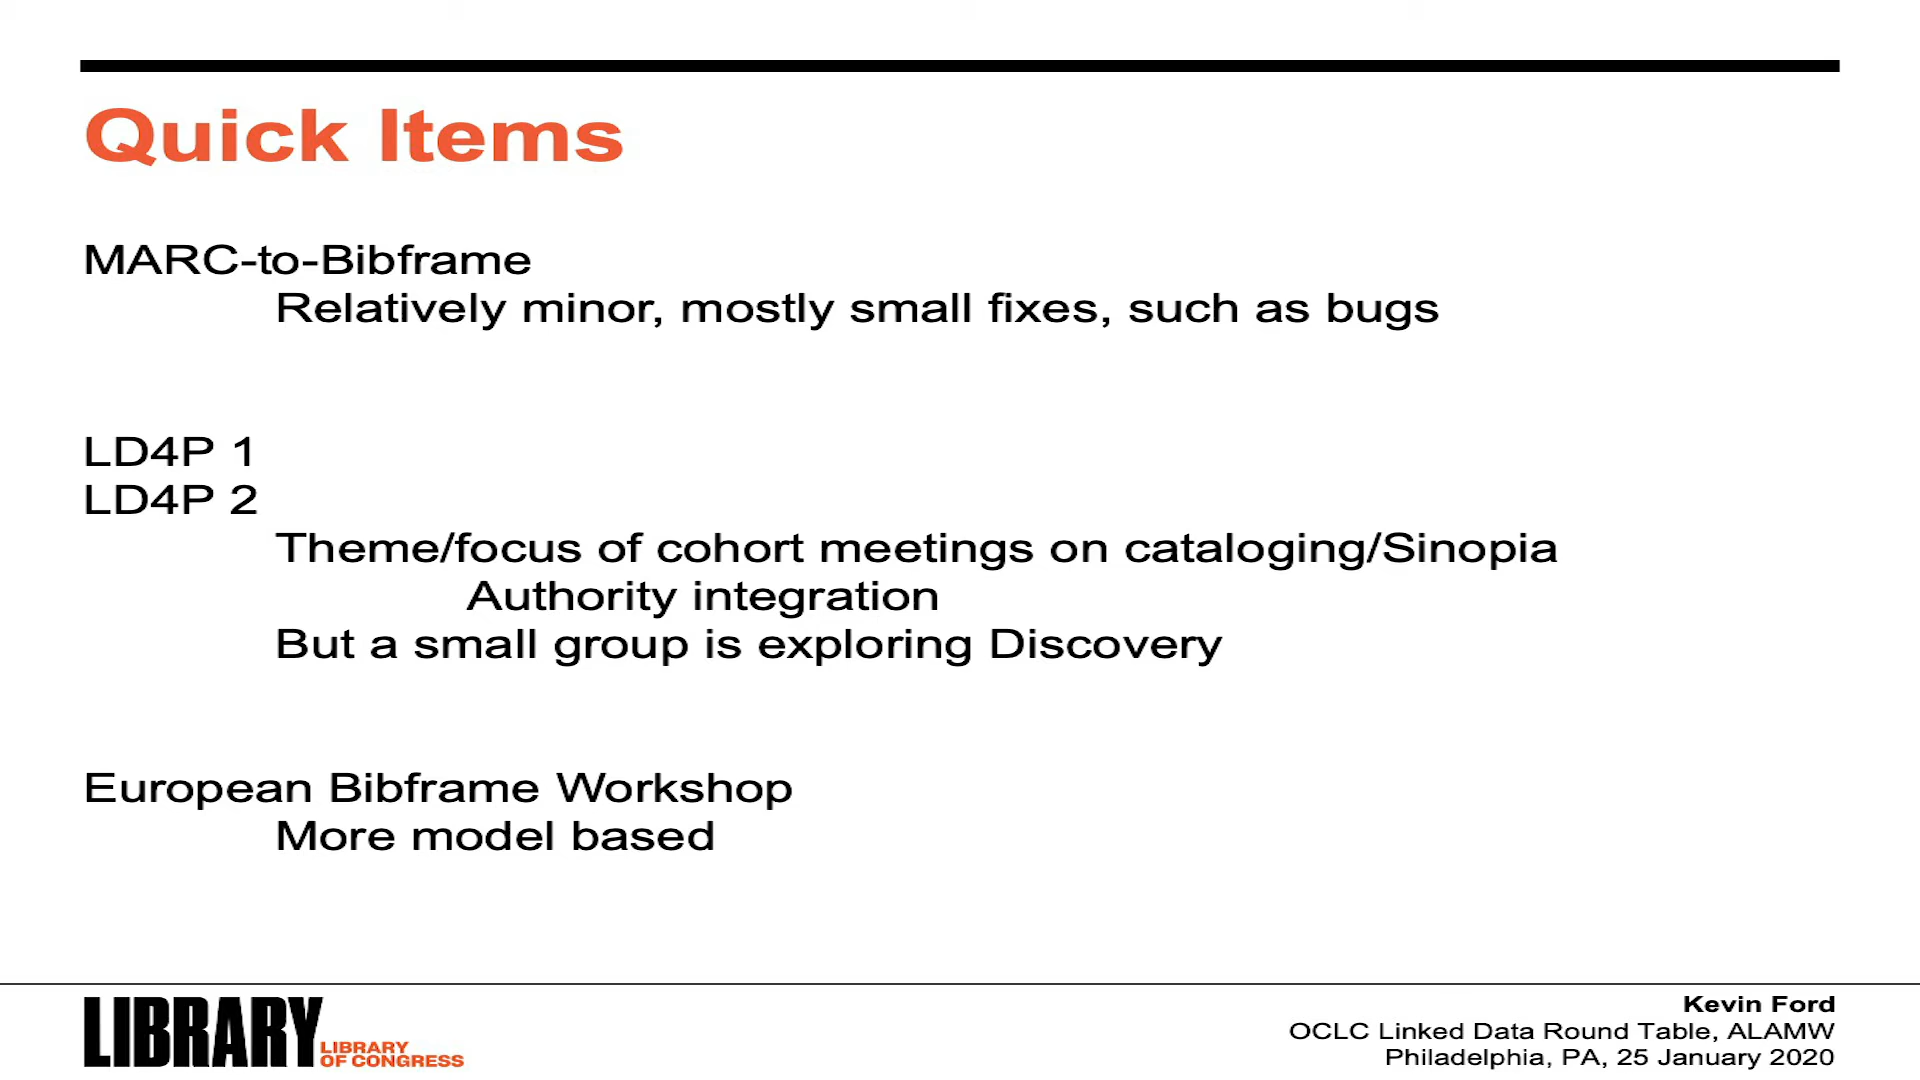 Quick Items
MARC-to-Bibframe
Relatively minor, mostly small fixes, such as bugs
LD4P 1
LD4P 2
Theme/focus of cohort meetings on cataloging/Sinopia
Authority integration
But a small group is exploring Discovery
European Bibframe Workshop
More model based
LIBRARY
LIBRARY
OF CONGRESS
Kevin Ford
OCLC Linked Data Round Table, ALAMW
Philadelphia, PA, 25 January 2020